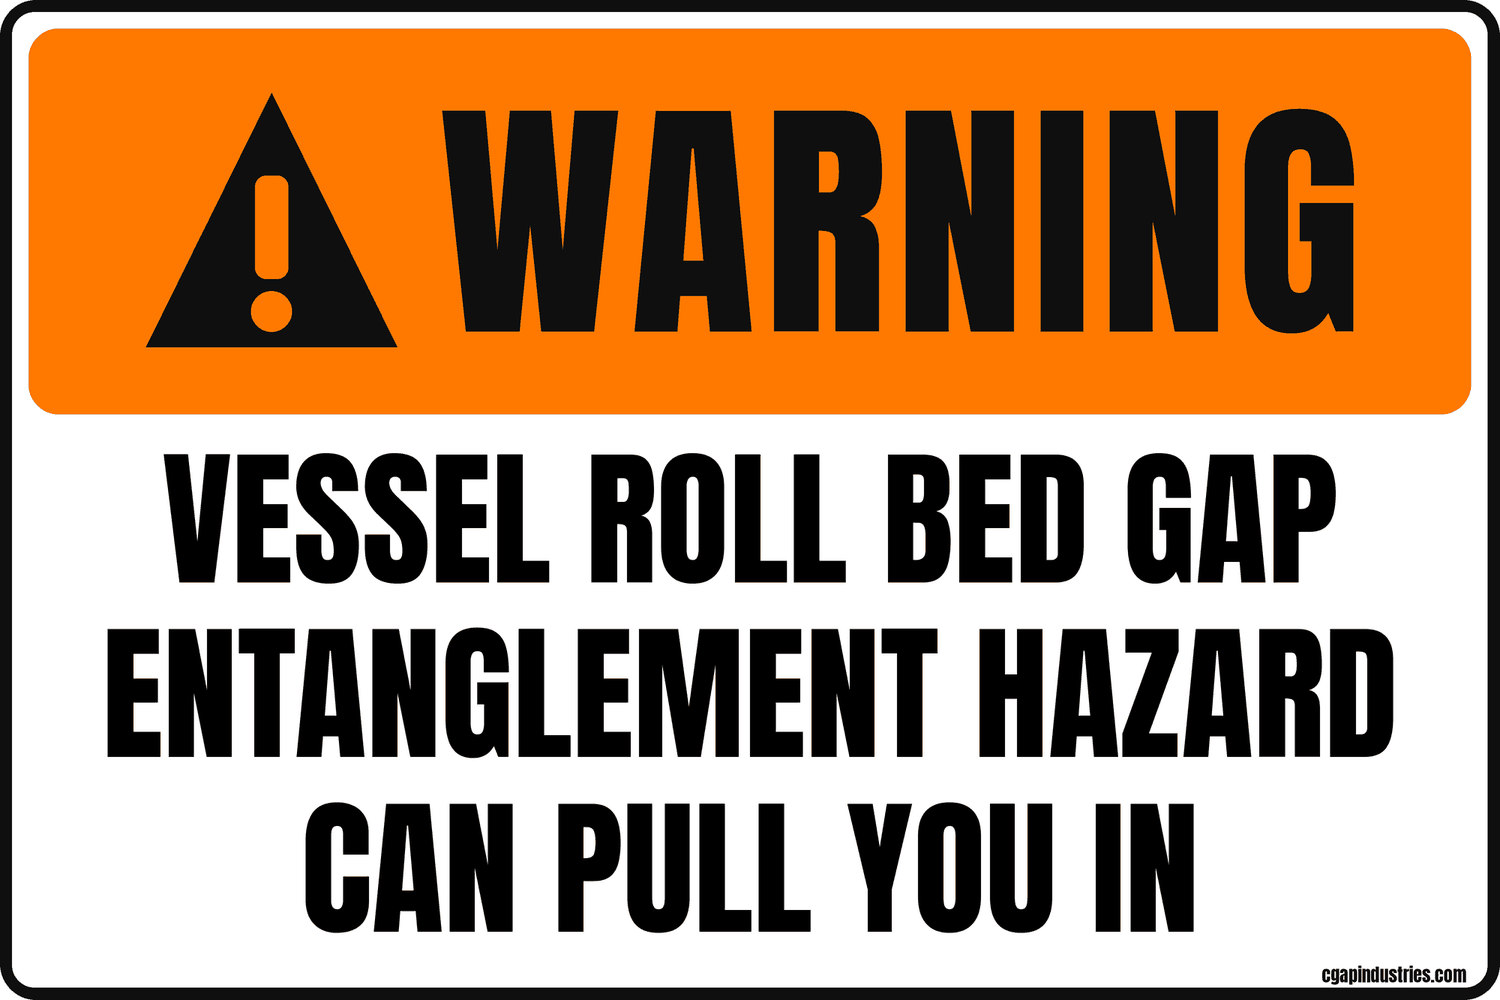 WARNING
VESSEL ROLL BED GAP
ENTANGLEMENT HAZARD
CAN PULL YOU IN
cgapindustries.com